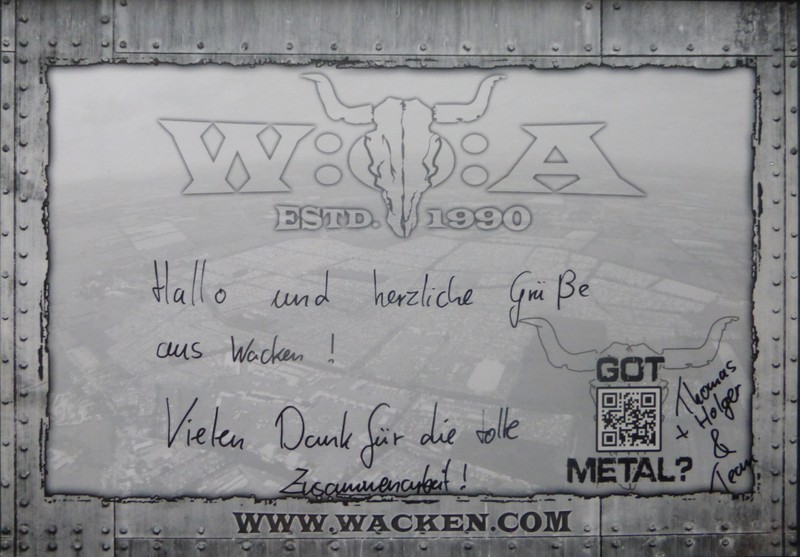 W:O:A
ESTD. 1990
Hallo und herzliche Grüße
aus Wacken!
Vielen Dank für die tolle
Zusammenarbeit!
GOT
METAL?
Thomas
+ Holger
&
Team
WWW.WACKEN.COM